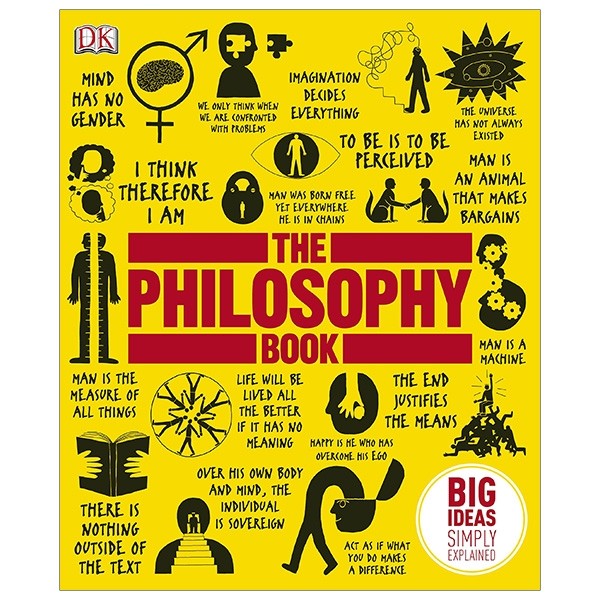 DK
MIND
HAS NO
GENDER
WE ONLY THINK WHEN
WE ARE CONFRONTED
WITH PROBLEMS
IMAGINATION
DECIDES
EVERYTHING
THE UNIVERSE
HAS NOT ALWAYS
EXISTED
TO BE IS TO BE
PERCEIVED
I THINK
THEREFORE
I AM
MAN WAS BORN FREE
YET EVERYWHERE
HE IS IN CHAINS
MAN IS
AN ANIMAL
THAT MAKES
BARGAINS
THE
PHILOSOPHY
BOOK
MAN IS A
MACHINE
MAN IS THE
MEASURE OF
ALL THINGS
LIFE WILL BE
LIVED ALL
THE BETTER
IF IT HAS NO
MEANING
THE END
JUSTIFIES
THE MEANS
HAPPY IS HE WHO HAS
OVERCOME HIS EGO
OVER HIS OWN BODY
AND MIND, THE
INDIVIDUAL
IS SOVEREIGN
THERE IS
NOTHING
OUTSIDE OF
THE TEXT
ACT AS IF WHAT
YOU DO MAKES
A DIFFERENCE
BIG
IDEAS
SIMPLY
EXPLAINED